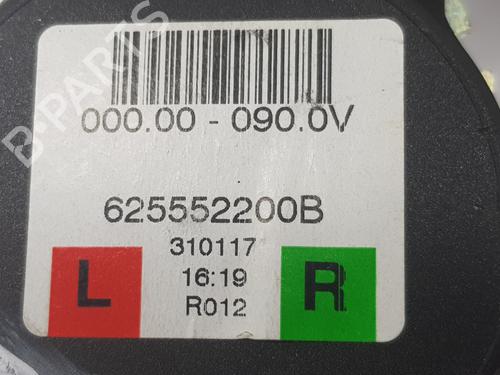 000.00 - 090.0V
625552200B
310117
16:19
R012
L
R
B-PARTS